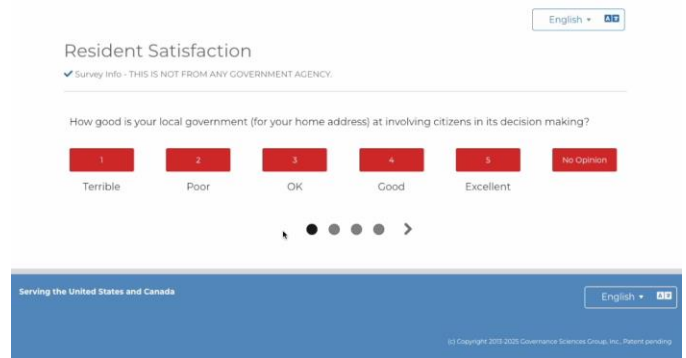 English
Resident Satisfaction
Survey Info - THIS IS NOT FROM ANY GOVERNMENT AGENCY.
How good is your local government (for your home address) at involving citizens in its decision making?
1 2 3 4 5 No Opinion
Terrible Poor OK Good Excellent
Serving the United States and Canada
English
(c) Copyright 2013-2025 Governance Sciences Group, Inc., Patent pending